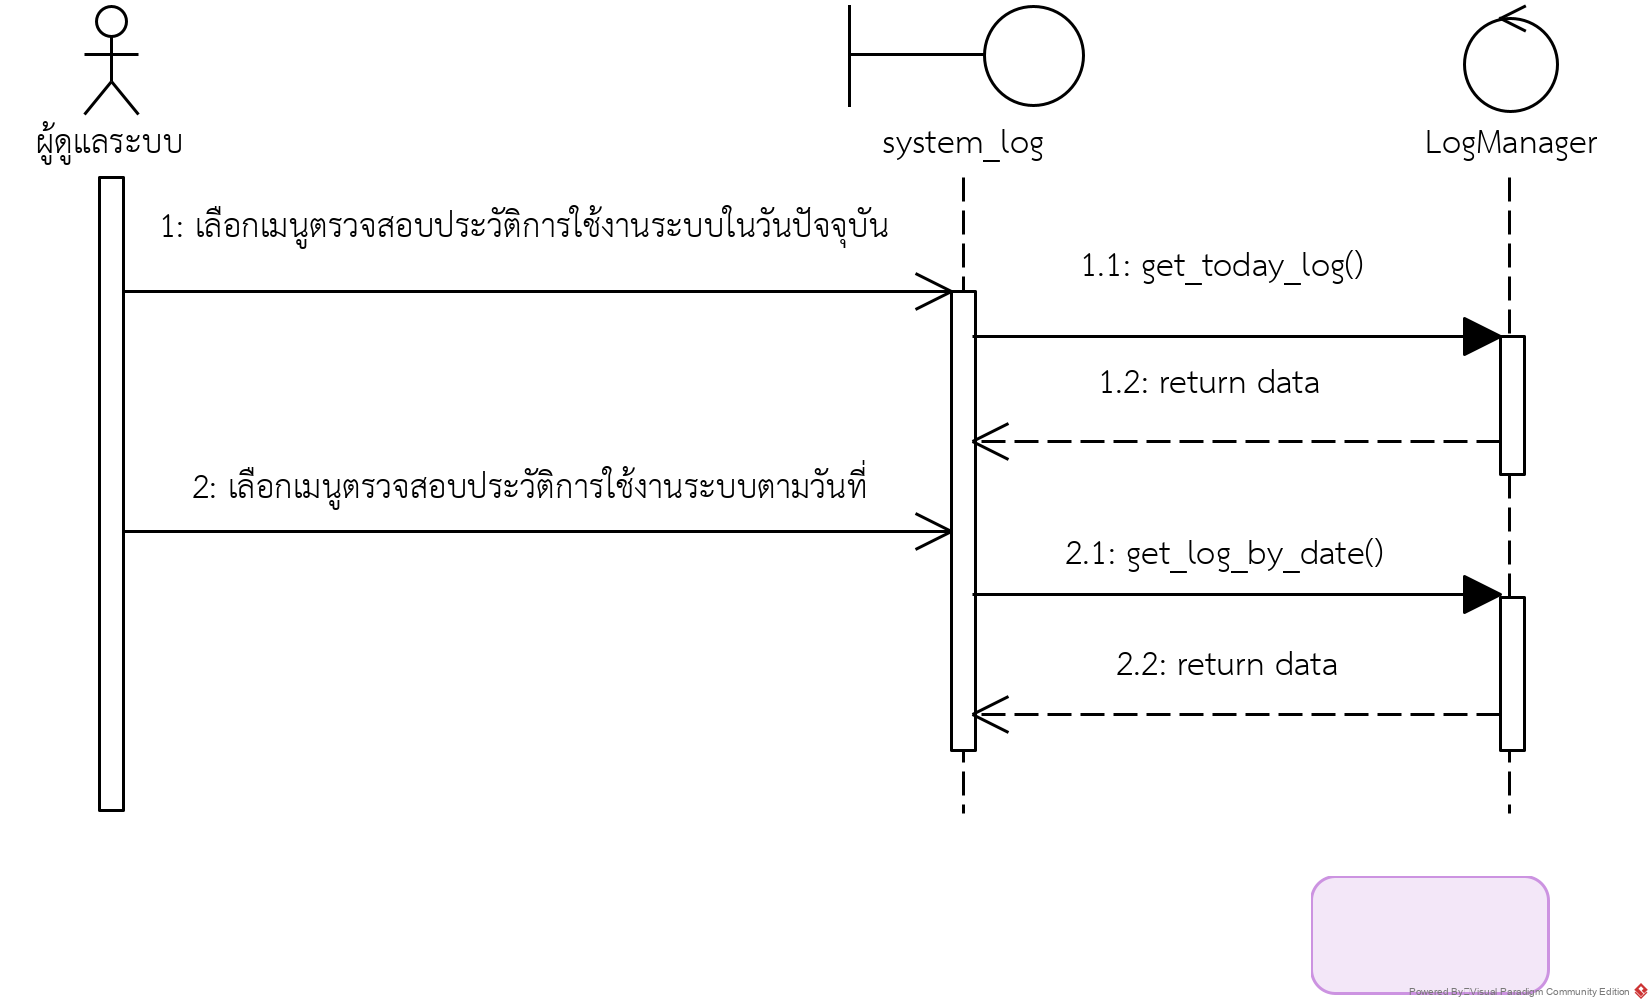 ผู้ดูแลระบบ
system_log
LogManager
1: เลือกเมนูตรวจสอบประวัติการใช้งานระบบในวันปัจจุบัน
1.1: get_today_log()
1.2: return data
2: เลือกเมนูตรวจสอบประวัติการใช้งานระบบตามวันที่
2.1: get_log_by_date()
2.2: return data
Powered By Visual Paradigm Community Edition